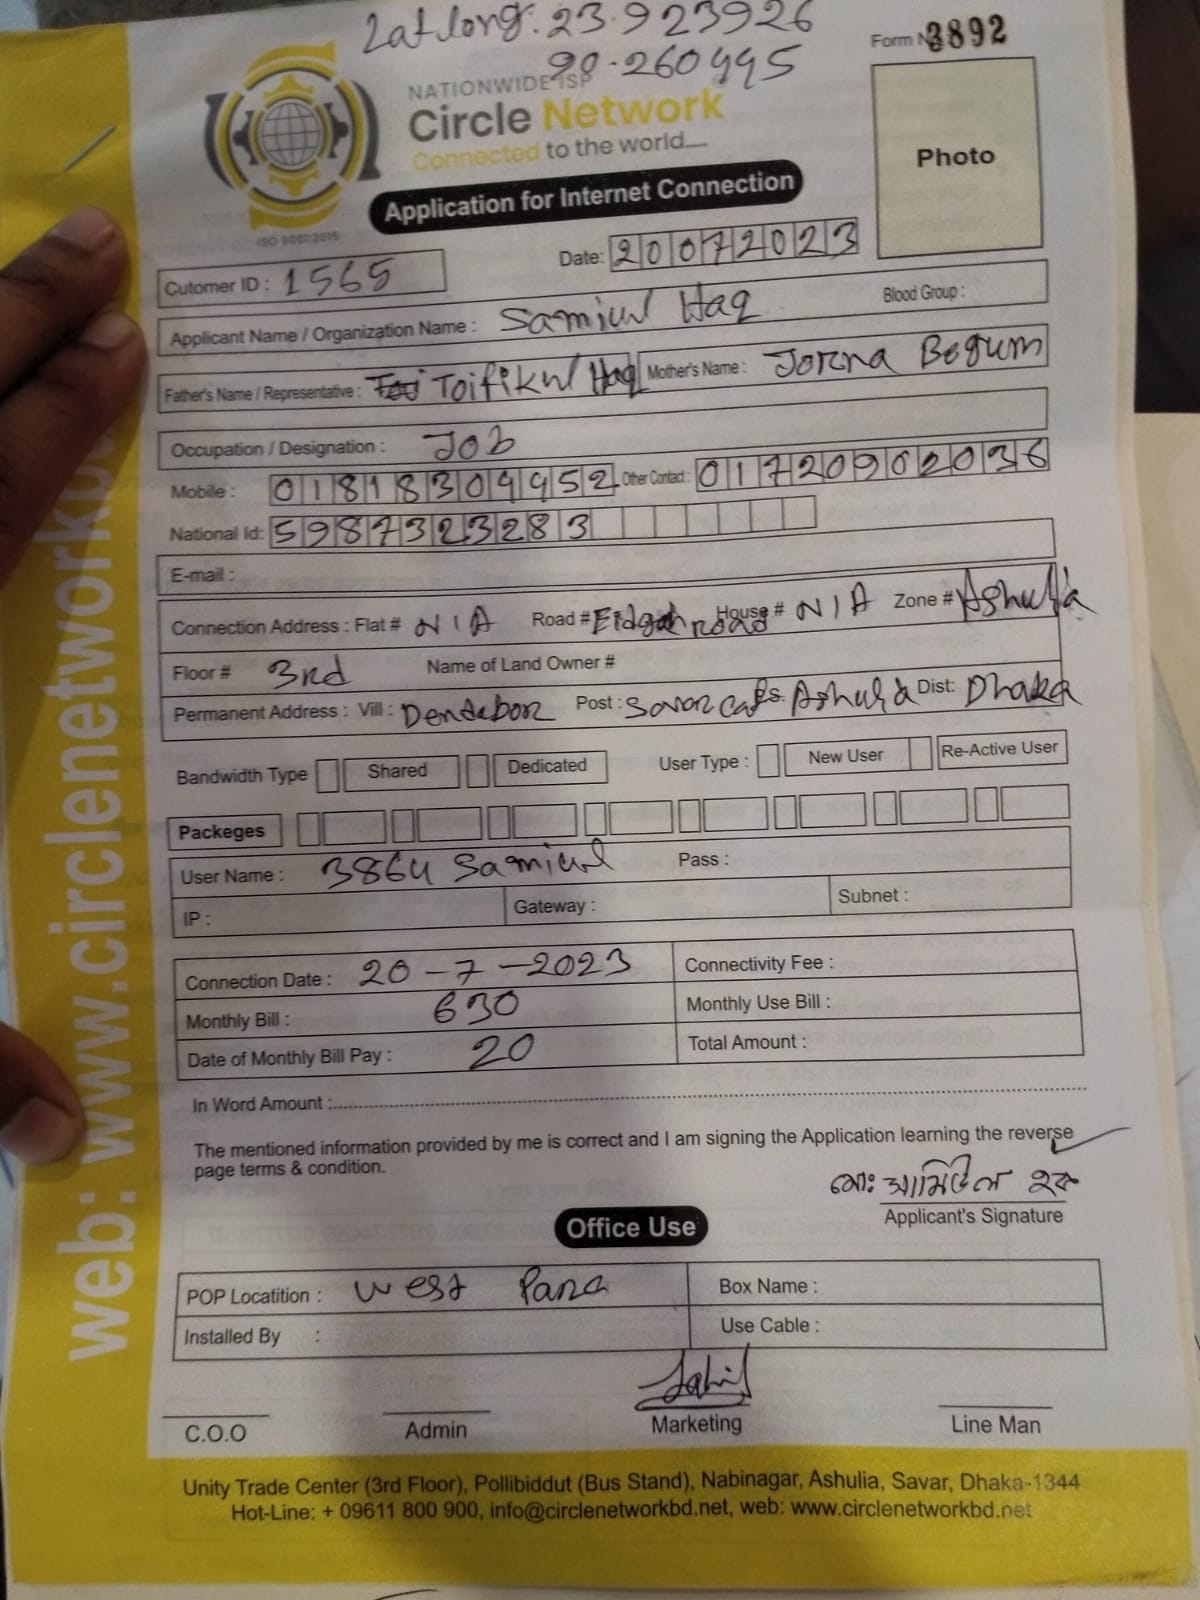 Lat long: 23.923926
90.260495
Form No 3892
NATIONWIDE ISP
Circle Network
Connected to the world....
ISO 9001:2015
Photo
Application for Internet Connection
Date: 20072023
Cutomer ID : 1565
Applicant Name / Organization Name : Samiul Haq Blood Group :
Father's Name / Representative : Toifikul Haq Mother's Name : Jorna Begum
Occupation / Designation : Job
Mobile : 01818309952 Other Contact : 01720902036
National Id: 5987323283
E-mail :
Connection Address : Flat # N/A Road # Eidgah road House # N/A Zone # Ashulia
Floor # 3rd Name of Land Owner #
Permanent Address : Vill : Dendabor Post : Savar P.s. Ashulia Dist: Dhaka
Bandwidth Type Shared Dedicated User Type : New User Re-Active User
Packeges
User Name : 3864 Samiul Pass :
IP : Gateway : Subnet :
Connection Date : 20-7-2023 Connectivity Fee :
Monthly Bill : 630 Monthly Use Bill :
Date of Monthly Bill Pay : 20 Total Amount :
In Word Amount :
The mentioned information provided by me is correct and I am signing the Application learning the reverse
page terms & condition.
মোঃ সামিউল হক
Applicant's Signature
Office Use
POP Locatition : West Para Box Name :
Installed By : Use Cable :
C.O.O Admin Marketing Line Man
Unity Trade Center (3rd Floor), Pollibiddut (Bus Stand), Nabinagar, Ashulia, Savar, Dhaka-1344
Hot-Line: + 09611 800 900, info@circlenetworkbd.net, web: www.circlenetworkbd.net
web: www.circlenetworkb